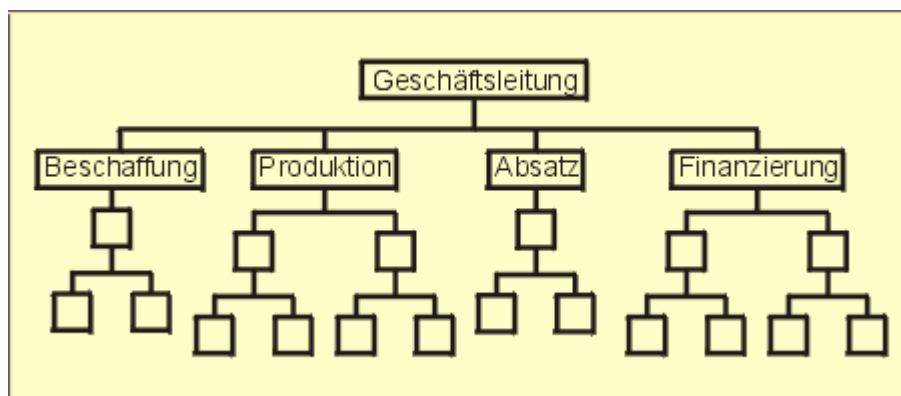 Geschäftsleitung
Beschaffung
Produktion
Absatz
Finanzierung